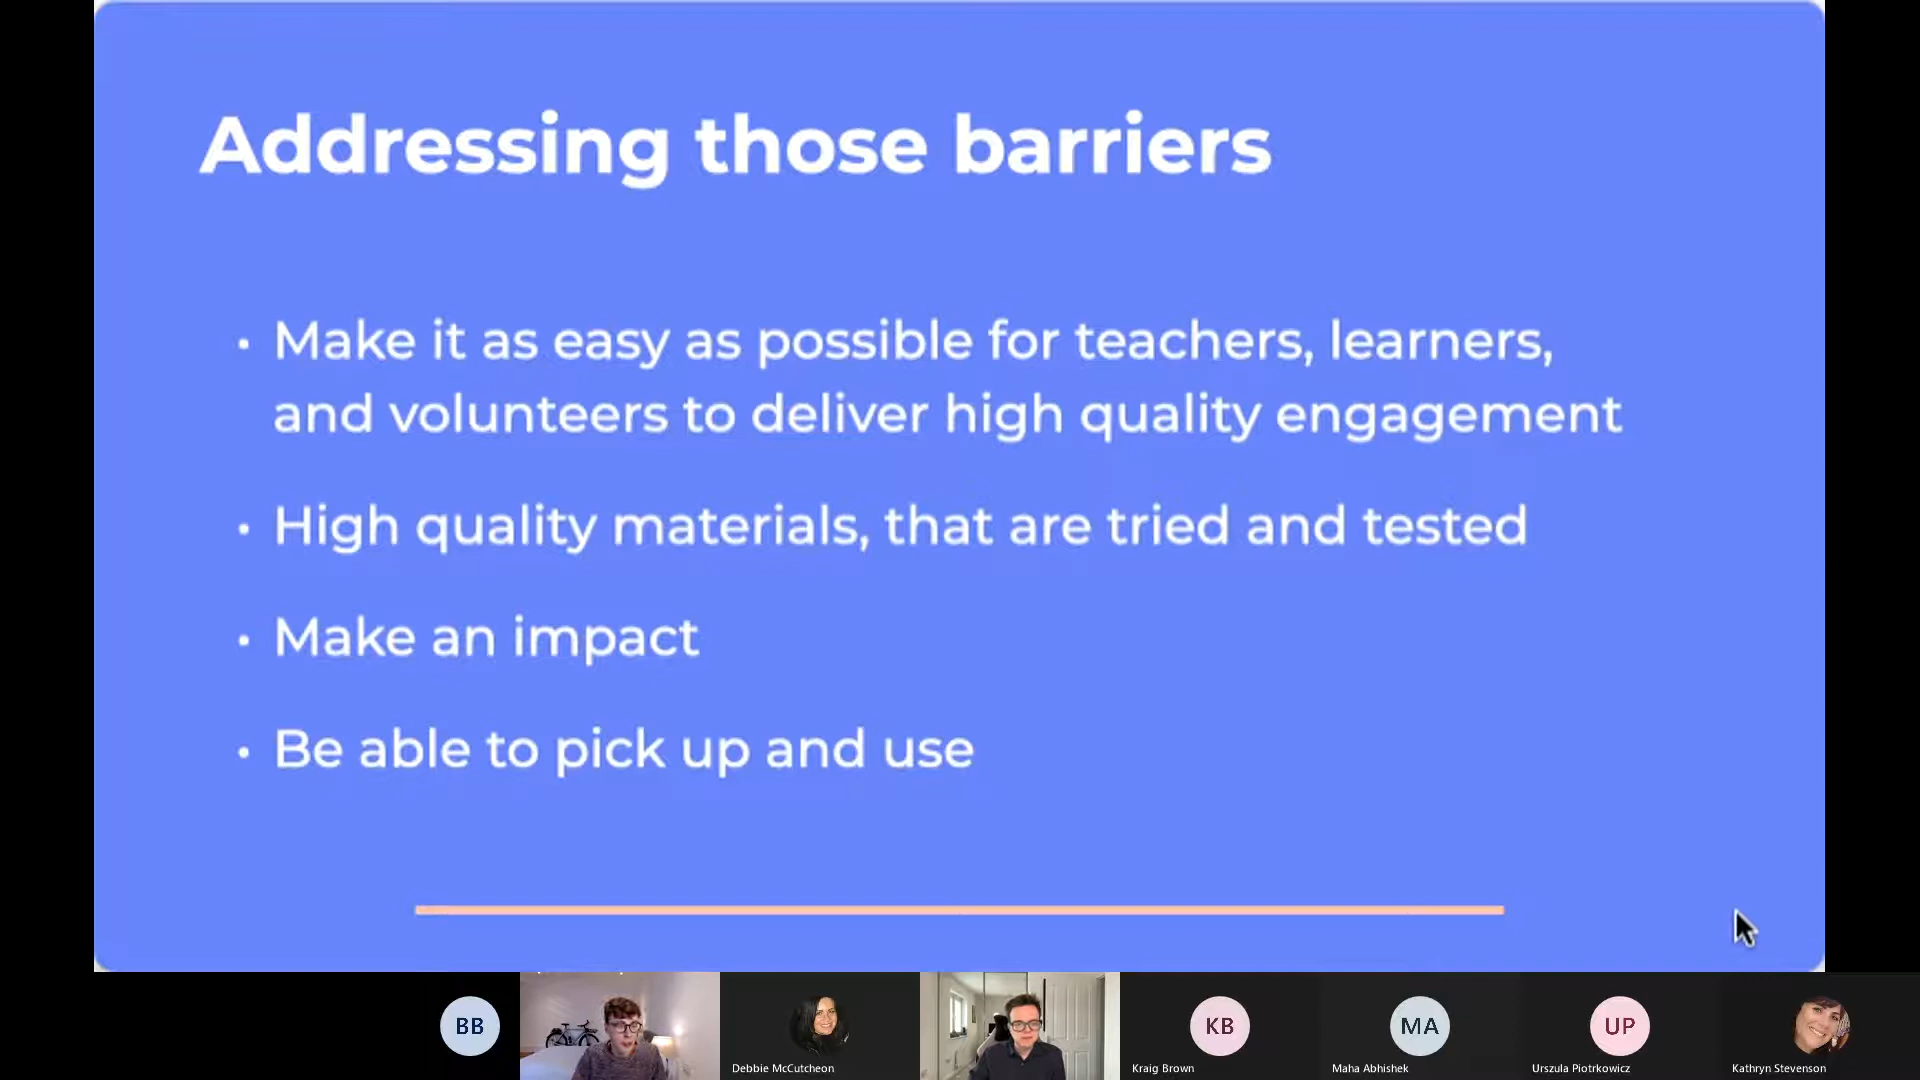 Addressing those barriers
• Make it as easy as possible for teachers, learners,
and volunteers to deliver high quality engagement
• High quality materials, that are tried and tested
• Make an impact
• Be able to pick up and use
BB
KB
MA
UP
Debbie McCutcheon
Kraig Brown
Maha Abhishek
Urszula Piotrkowicz
Kathryn Stevenson